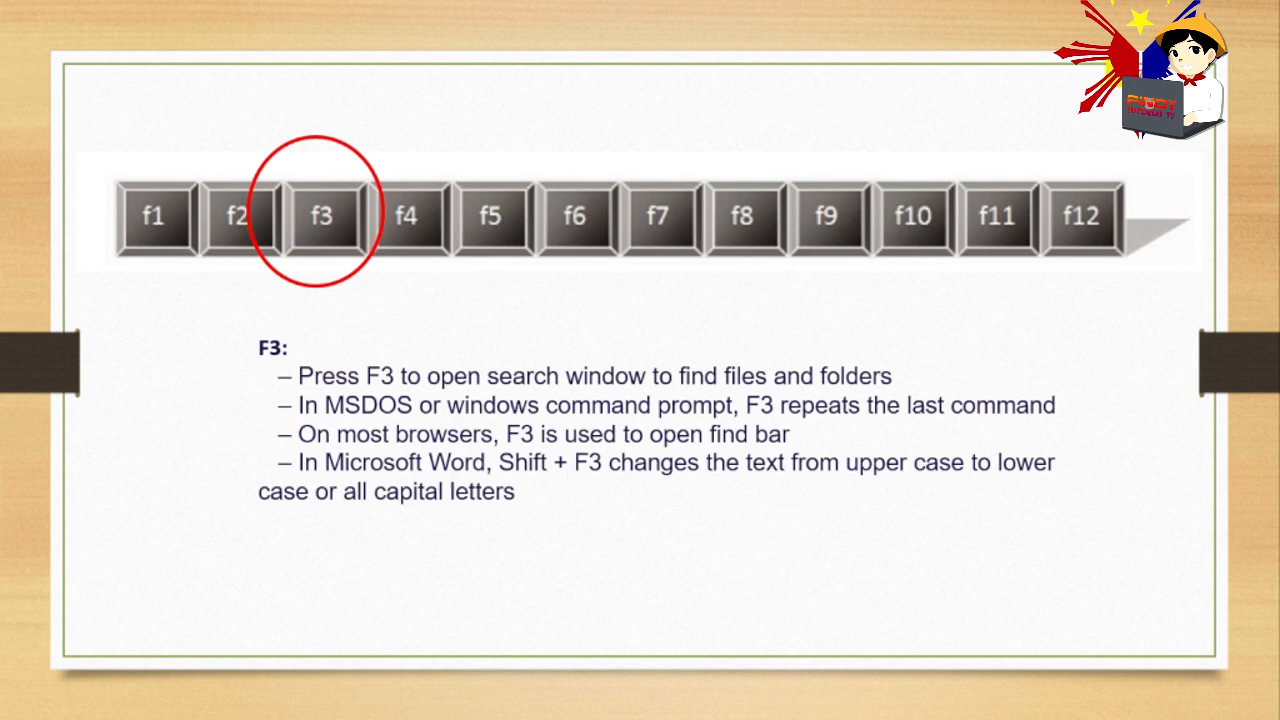 PINOY
TUTORIAL TV
f1 f2 f3 f4 f5 f6 f7 f8 f9 f10 f11 f12
F3:
– Press F3 to open search window to find files and folders
– In MSDOS or windows command prompt, F3 repeats the last command
– On most browsers, F3 is used to open find bar
– In Microsoft Word, Shift + F3 changes the text from upper case to lower
case or all capital letters